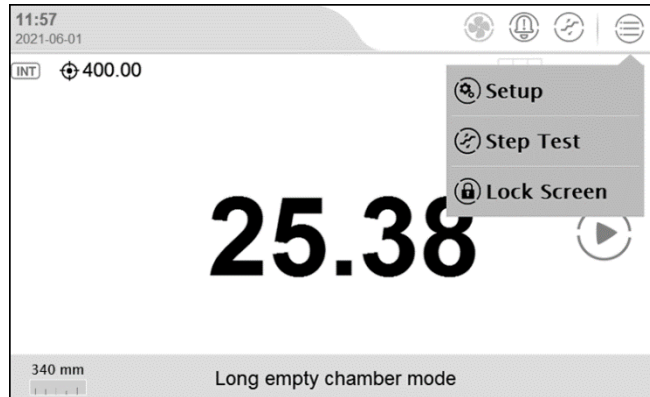 11:57
2021-06-01
INT 400.00
Setup
Step Test
Lock Screen
25.38
340 mm
Long empty chamber mode